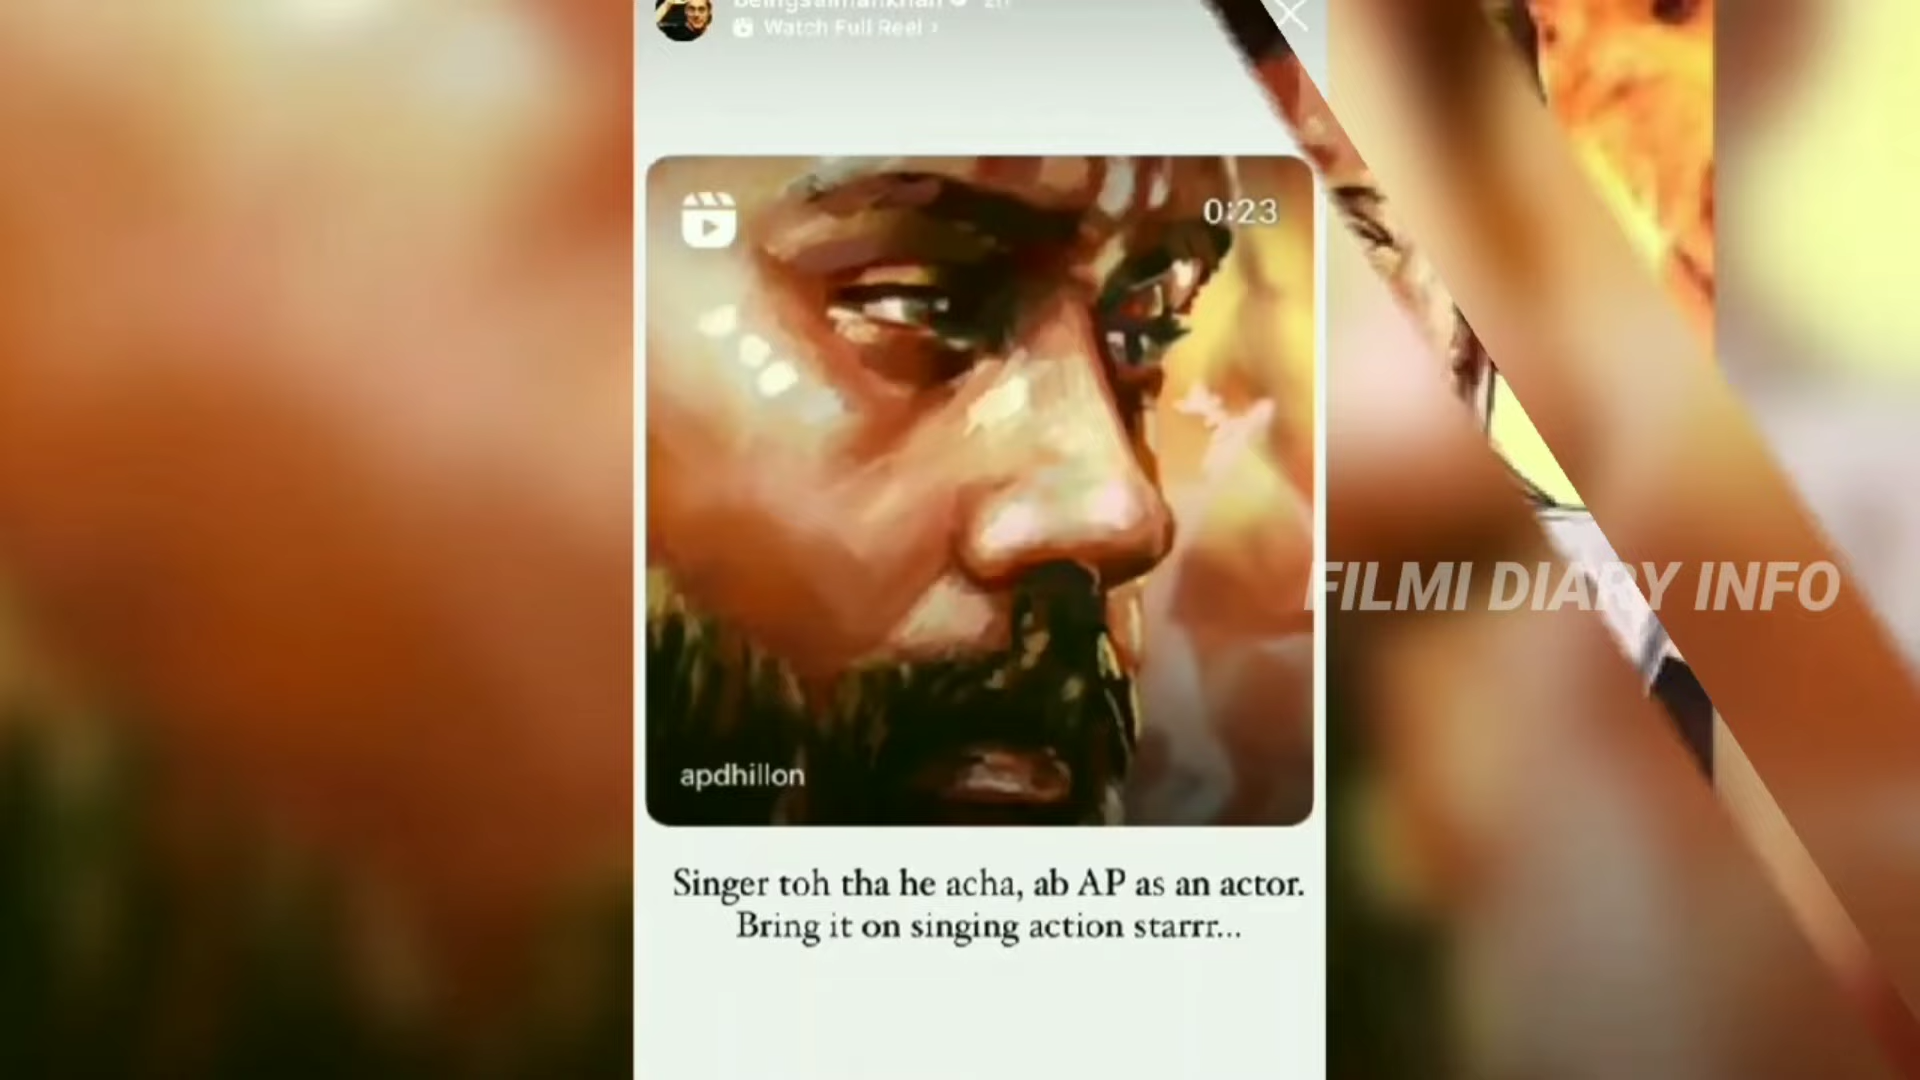 beingsalmankhan
Watch Full Reel ›
0:23
FILMI DIARY INFO
apdhillon
Singer toh tha he acha, ab AP as an actor.
Bring it on singing action starrr...